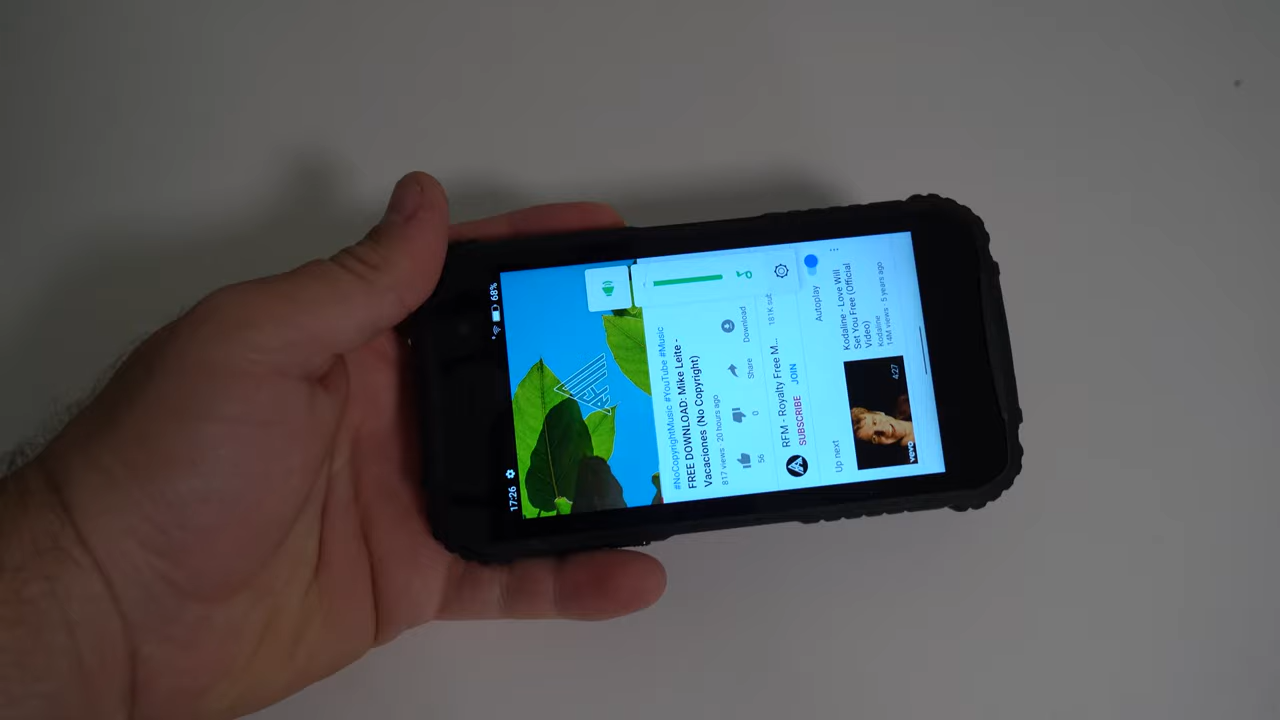 17:26
68%
#NoCopyrightMusic #YouTube #Music
FREE DOWNLOAD: Mike Leite -
Vacaciones (No Copyright)
817 views · 20 hours ago
56
0
Share
Download
RFM - Royalty Free M...
181K
SUBSCRIBE
JOIN
Up next
Autoplay
4:27
vevo
Kodaline - Love Will
Set You Free (Official
Video)
Kodaline
14M views · 5 years ago